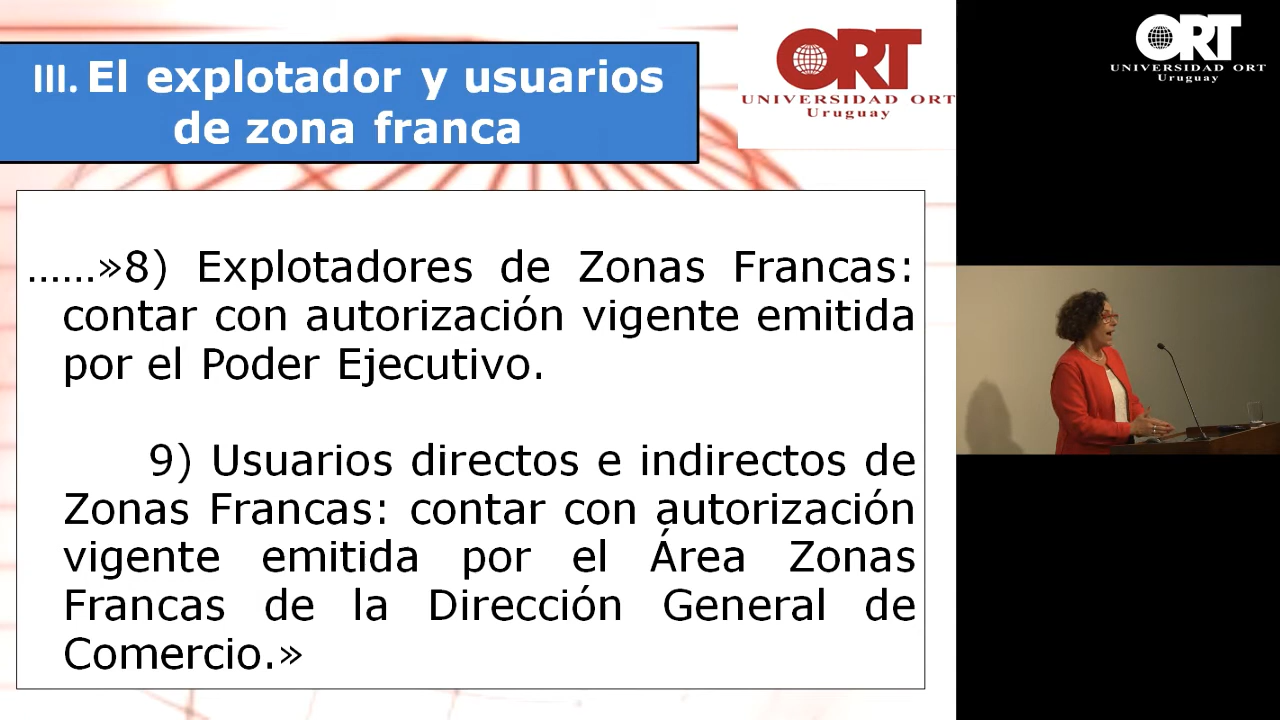 III. El explotador y usuarios
de zona franca
ORT
UNIVERSIDAD ORT
Uruguay
ORT
UNIVERSIDAD ORT
Uruguay
……»8) Explotadores de Zonas Francas:
contar con autorización vigente emitida
por el Poder Ejecutivo.
9) Usuarios directos e indirectos de
Zonas Francas: contar con autorización
vigente emitida por el Área Zonas
Francas de la Dirección General de
Comercio.»